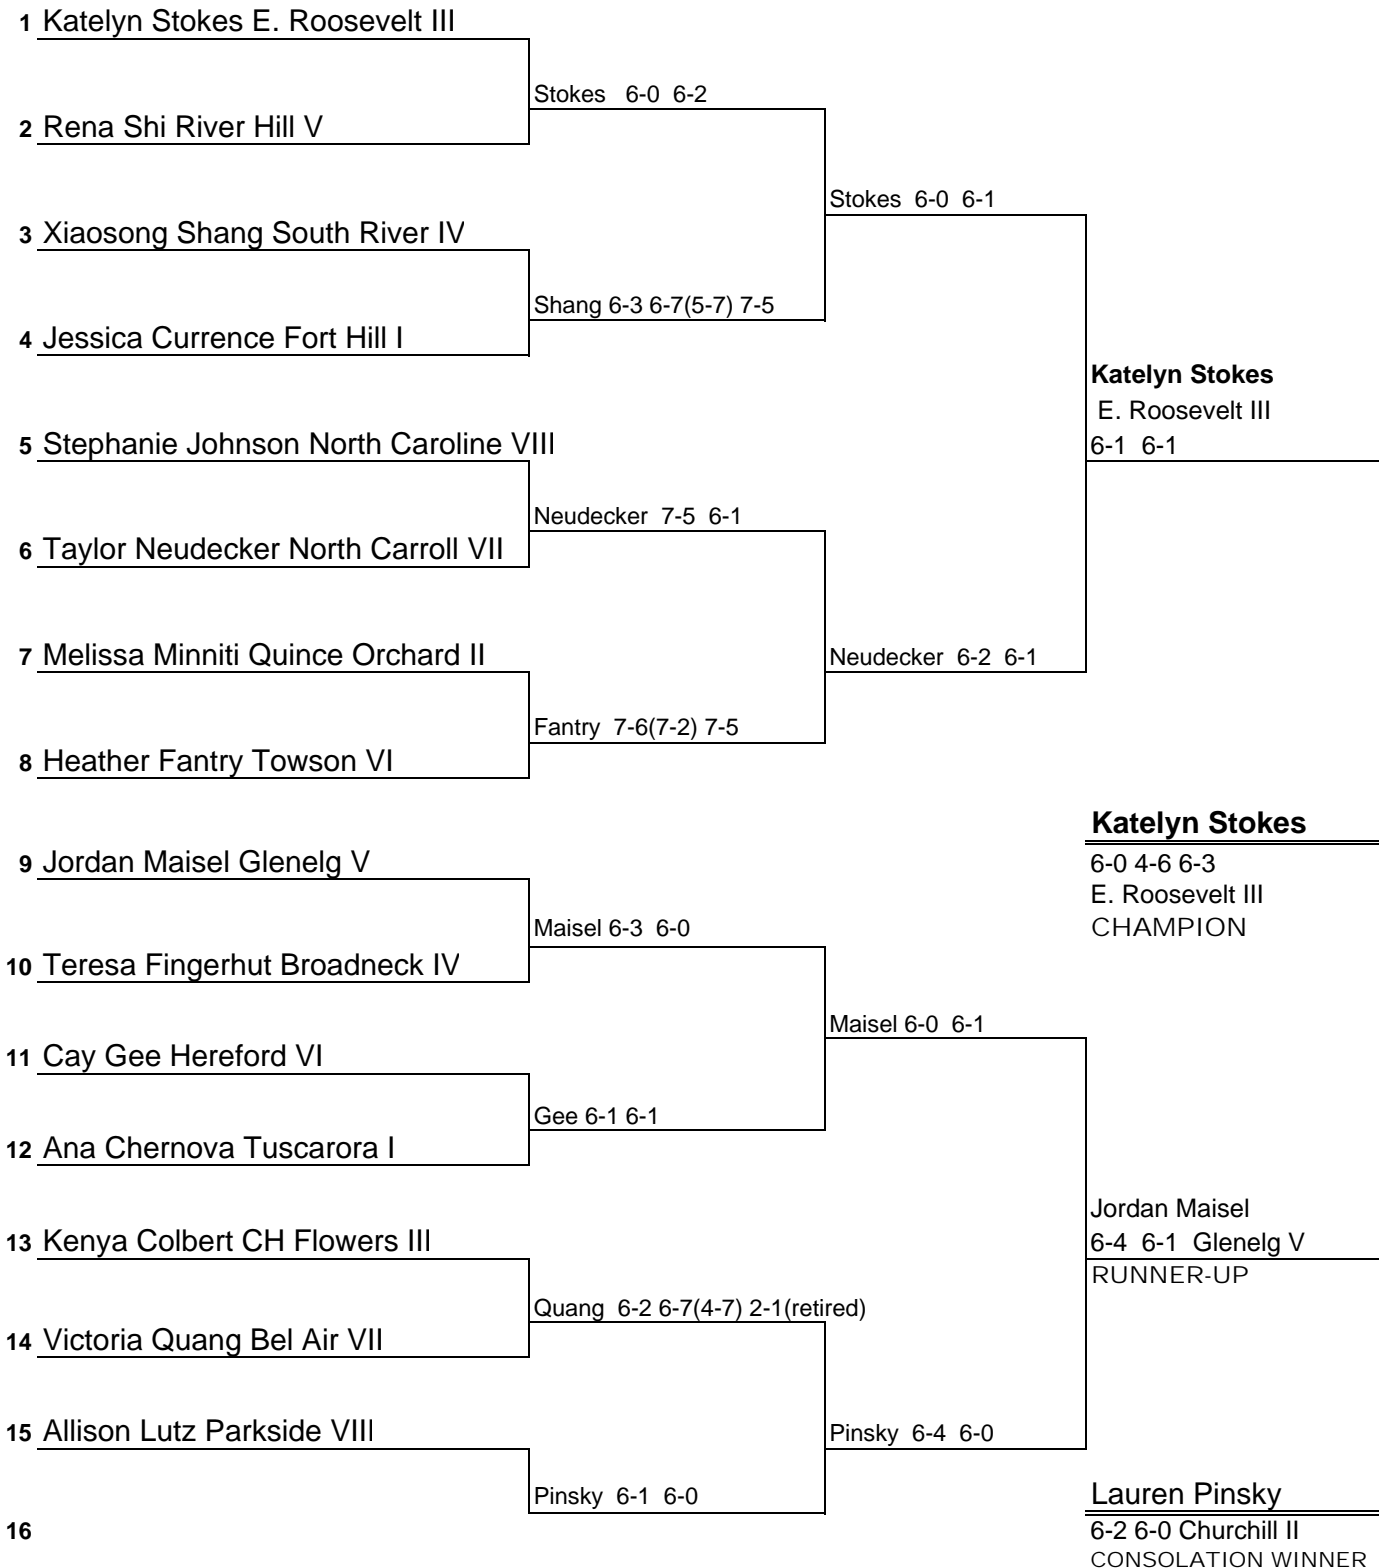 1 Katelyn Stokes E. Roosevelt III
Stokes 6-0 6-2
2 Rena Shi River Hill V
Stokes 6-0 6-1
3 Xiaosong Shang South River IV
Shang 6-3 6-7(5-7) 7-5
4 Jessica Currence Fort Hill I
Katelyn Stokes
E. Roosevelt III
6-1 6-1
5 Stephanie Johnson North Caroline VIII
Neudecker 7-5 6-1
6 Taylor Neudecker North Carroll VII
7 Melissa Minniti Quince Orchard II
Neudecker 6-2 6-1
Fantry 7-6(7-2) 7-5
8 Heather Fantry Towson VI
Katelyn Stokes
6-0 4-6 6-3
E. Roosevelt III
CHAMPION
9 Jordan Maisel Glenelg V
Maisel 6-3 6-0
10 Teresa Fingerhut Broadneck IV
Maisel 6-0 6-1
11 Cay Gee Hereford VI
Gee 6-1 6-1
12 Ana Chernova Tuscarora I
Jordan Maisel
6-4 6-1 Glenelg V
RUNNER-UP
13 Kenya Colbert CH Flowers III
Quang 6-2 6-7(4-7) 2-1(retired)
14 Victoria Quang Bel Air VII
15 Allison Lutz Parkside VIII
Pinsky 6-4 6-0
Pinsky 6-1 6-0
16
Lauren Pinsky
6-2 6-0 Churchill II
CONSOLATION WINNER